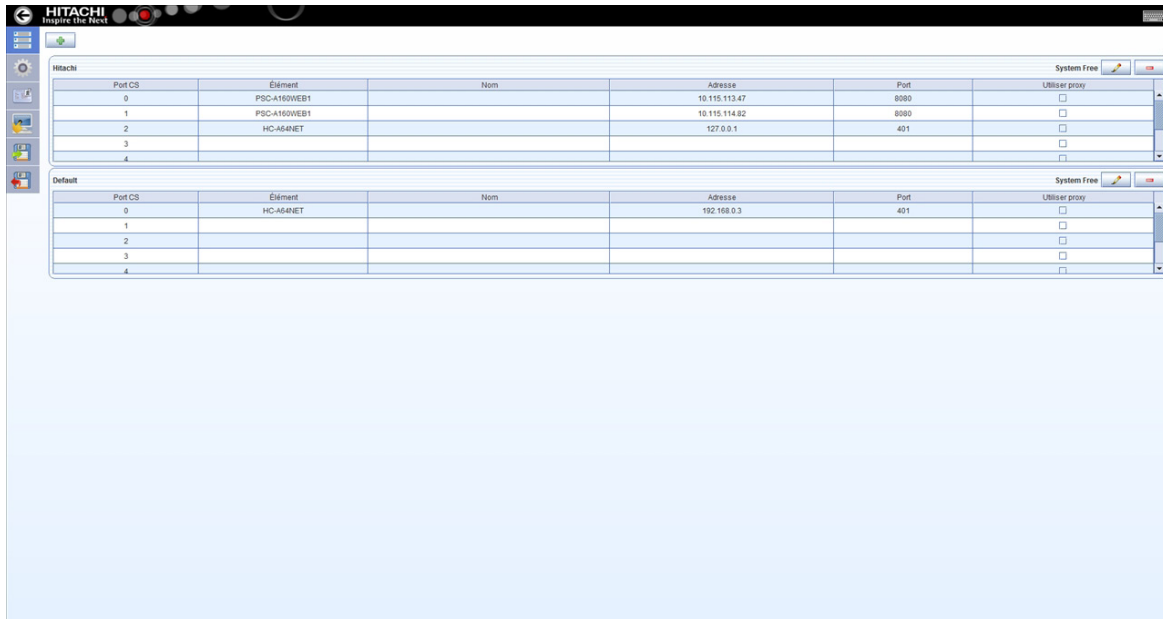 HITACHI
Inspire the Next
Hitachi System Free
Port CS Élément Nom Adresse Port Utiliser proxy
0 PSC-A160WEB1 10.115.113.47 8080
1 PSC-A160WEB1 10.115.114.82 8080
2 HC-A64NET 127.0.0.1 401
3
4
Default System Free
Port CS Élément Nom Adresse Port Utiliser proxy
0 HC-A64NET 192.168.0.3 401
1
2
3
4